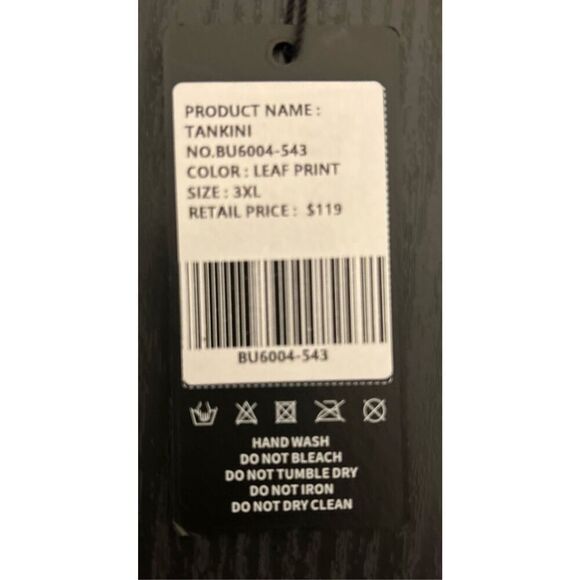 PRODUCT NAME :
TANKINI
NO.BU6004-543
COLOR : LEAF PRINT
SIZE : 3XL
RETAIL PRICE : $119
BU6004-543
HAND WASH
DO NOT BLEACH
DO NOT TUMBLE DRY
DO NOT IRON
DO NOT DRY CLEAN